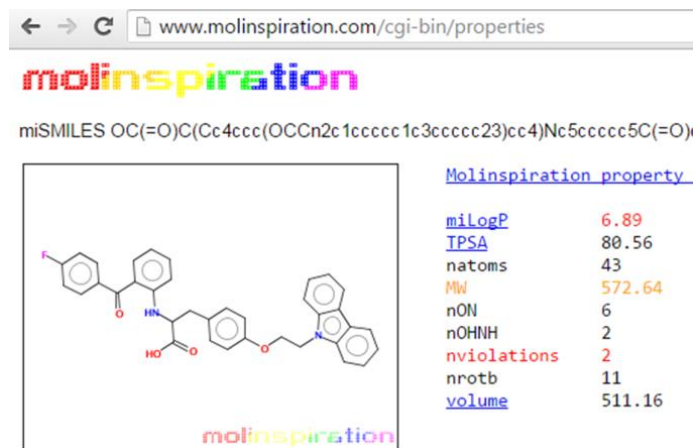 www.molinspiration.com/cgi-bin/properties
molinspiration
miSMILES OC(=O)C(Cc4ccc(OCCn2c1ccccc1c3ccccc23)cc4)Nc5ccccc5C(=O)
Molinspiration property
miLogP 6.89
TPSA 80.56
natoms 43
MW 572.64
nON 6
nOHNH 2
nviolations 2
nrotb 11
volume 511.16
F
O
HN
HO
O
O
N
molinspiration